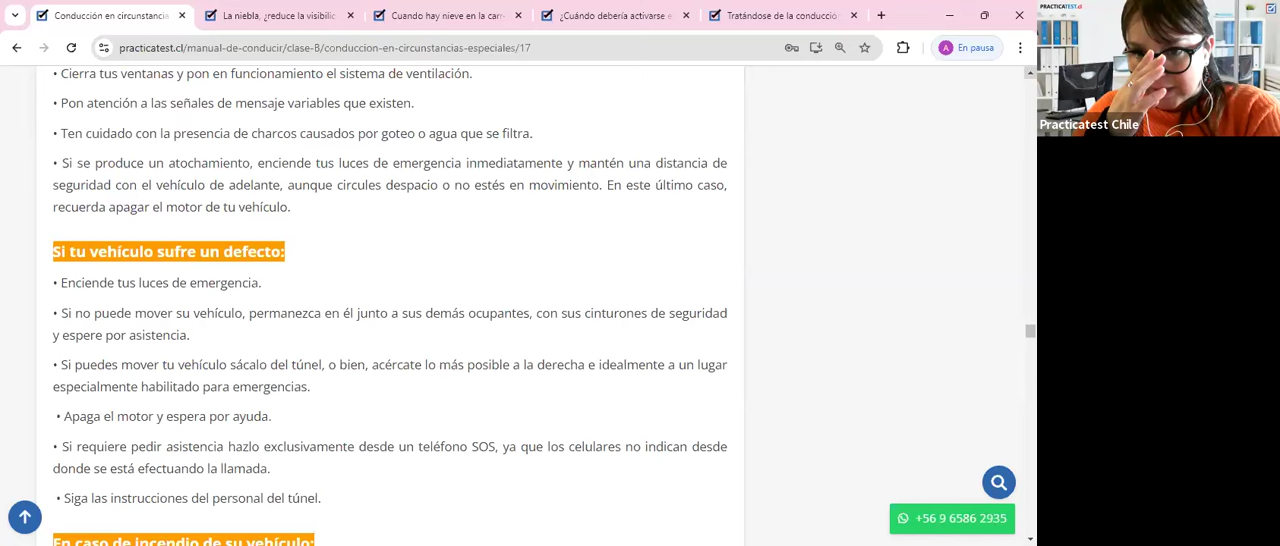 Conducción en circunstancia
La niebla, ¿reduce la visibilic
Cuando hay nieve en la carr
¿Cuándo debería activarse e
Tratándose de la conducció
practicatest.cl/manual-de-conducir/clase-B/conduccion-en-circunstancias-especiales/17
A En pausa
PRACTICATEST.cl
Practicatest Chile
• Cierra tus ventanas y pon en funcionamiento el sistema de ventilación.
• Pon atención a las señales de mensaje variables que existen.
• Ten cuidado con la presencia de charcos causados por goteo o agua que se filtra.
• Si se produce un atochamiento, enciende tus luces de emergencia inmediatamente y mantén una distancia de
seguridad con el vehículo de adelante, aunque circules despacio o no estés en movimiento. En este último caso,
recuerda apagar el motor de tu vehículo.
Si tu vehículo sufre un defecto:
• Enciende tus luces de emergencia.
• Si no puede mover su vehículo, permanezca en él junto a sus demás ocupantes, con sus cinturones de seguridad
y espere por asistencia.
• Si puedes mover tu vehículo sácalo del túnel, o bien, acércate lo más posible a la derecha e idealmente a un lugar
especialmente habilitado para emergencias.
• Apaga el motor y espera por ayuda.
• Si requiere pedir asistencia hazlo exclusivamente desde un teléfono SOS, ya que los celulares no indican desde
donde se está efectuando la llamada.
• Siga las instrucciones del personal del túnel.
+56 9 6586 2935
En caso de incendio de su vehículo: